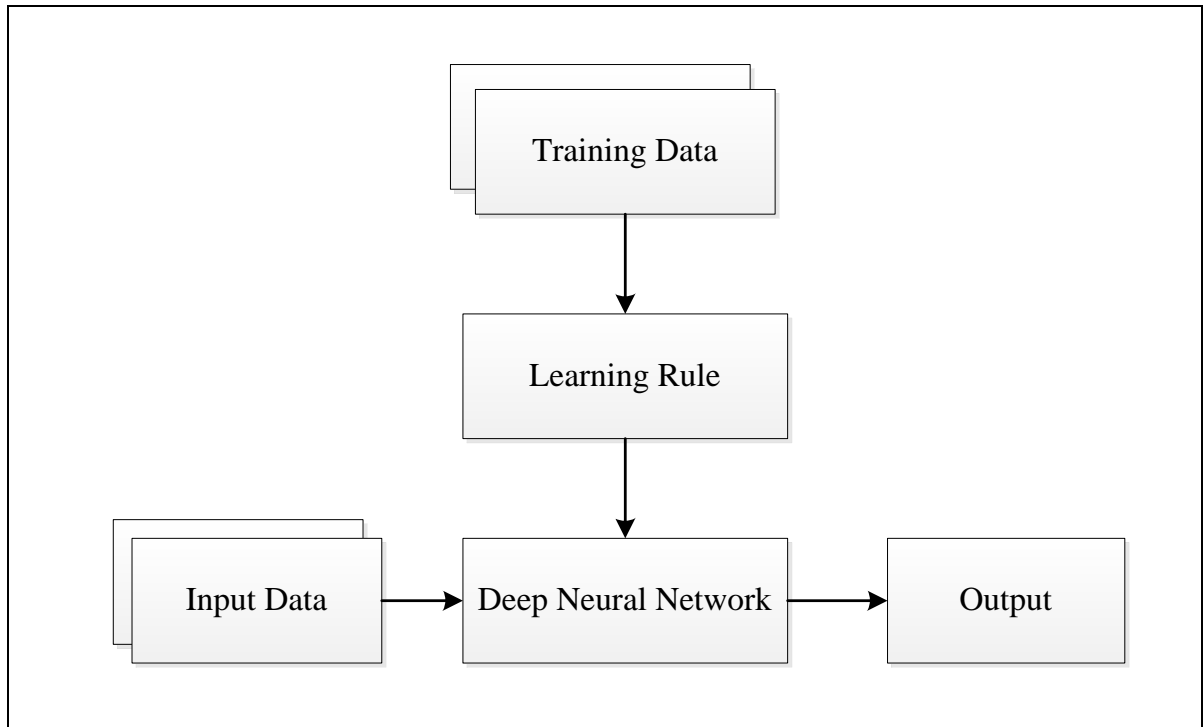 Training Data
Learning Rule
Input Data
Deep Neural Network
Output